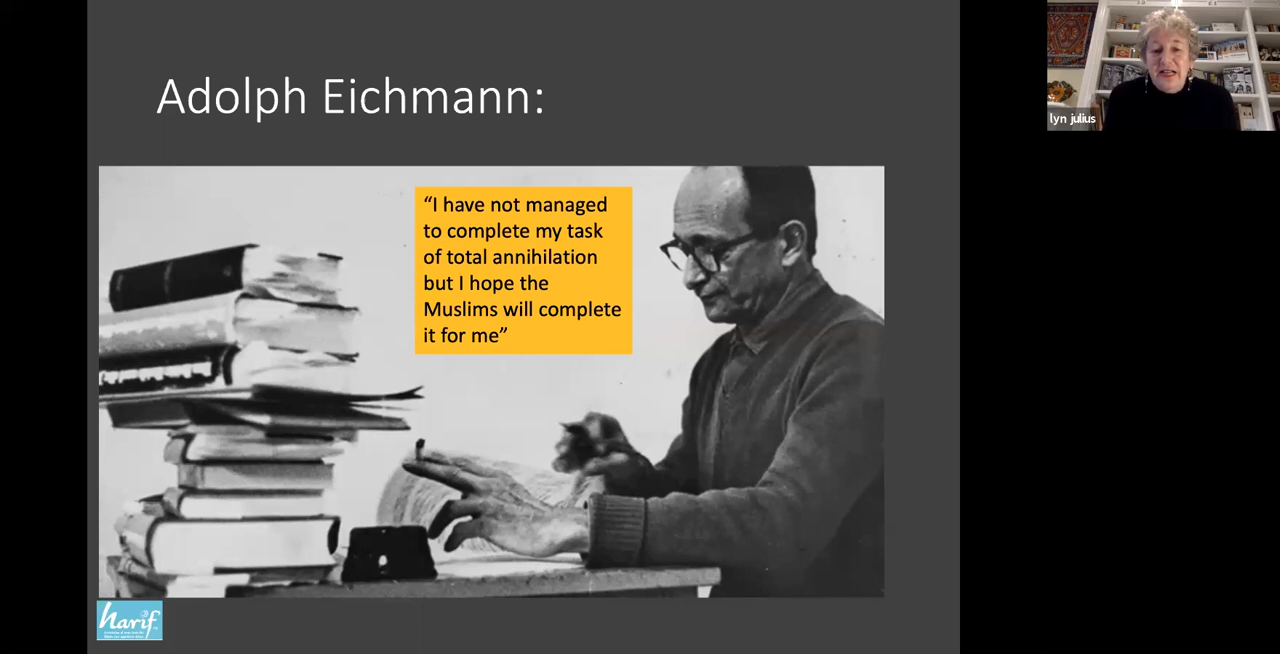 Adolph Eichmann:
“I have not managed
to complete my task
of total annihilation
but I hope the
Muslims will complete
it for me”
harif
lyn julius